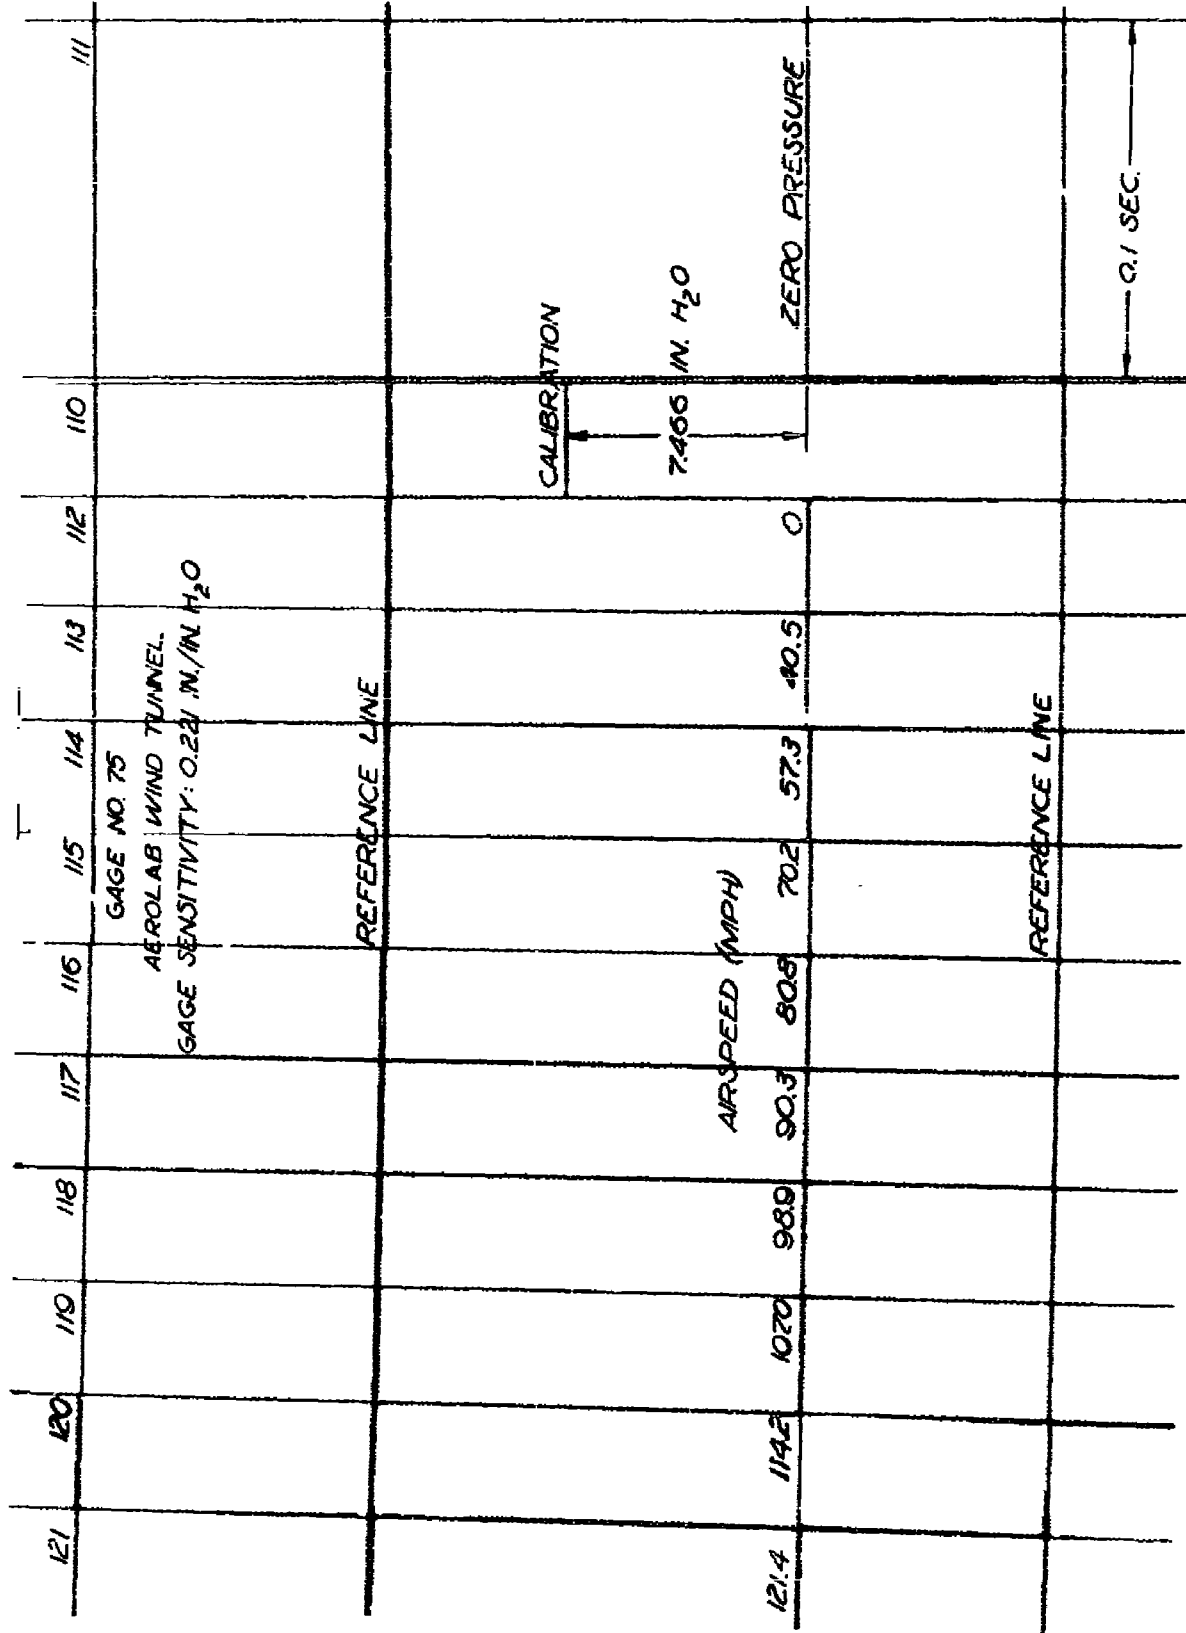 121 120 119 118 117 116 115 114 113 112 110 111
GAGE NO. 75
AEROLAB WIND TUNNEL
GAGE SENSITIVITY: 0.221 IN./IN. H₂O
REFERENCE LINE
CALIBRATION
7.466 IN. H₂O
AIRSPEED (MPH)
121.4 114.2 107.0 98.9 90.3 80.8 70.2 57.3 40.5 0 ZERO PRESSURE
REFERENCE LINE
0.1 SEC.